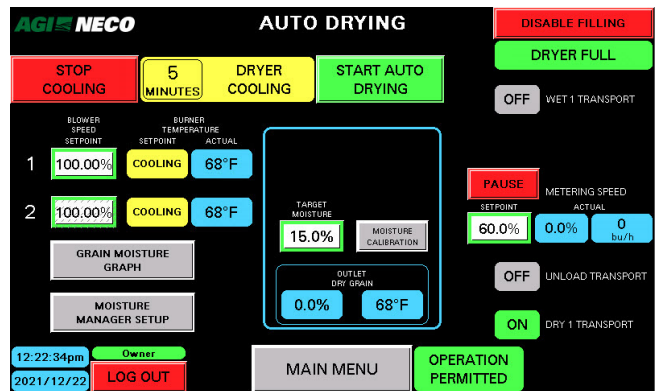 AGI NECO
AUTO DRYING
DISABLE FILLING
DRYER FULL
STOP
COOLING
5
MINUTES
DRYER
COOLING
START AUTO
DRYING
OFF
WET 1 TRANSPORT
BLOWER
SPEED
SETPOINT
BURNER
TEMPERATURE
SETPOINT
ACTUAL
1
100.00%
COOLING
68°F
2
100.00%
COOLING
68°F
TARGET
MOISTURE
15.0%
MOISTURE
CALIBRATION
PAUSE
METERING SPEED
SETPOINT
ACTUAL
60.0%
0.0%
0
bu/h
GRAIN MOISTURE
GRAPH
OUTLET
DRY GRAIN
0.0%
68°F
OFF
UNLOAD TRANSPORT
MOISTURE
MANAGER SETUP
ON
DRY 1 TRANSPORT
12:22:34pm
Owner
2021/12/22
LOG OUT
MAIN MENU
OPERATION
PERMITTED